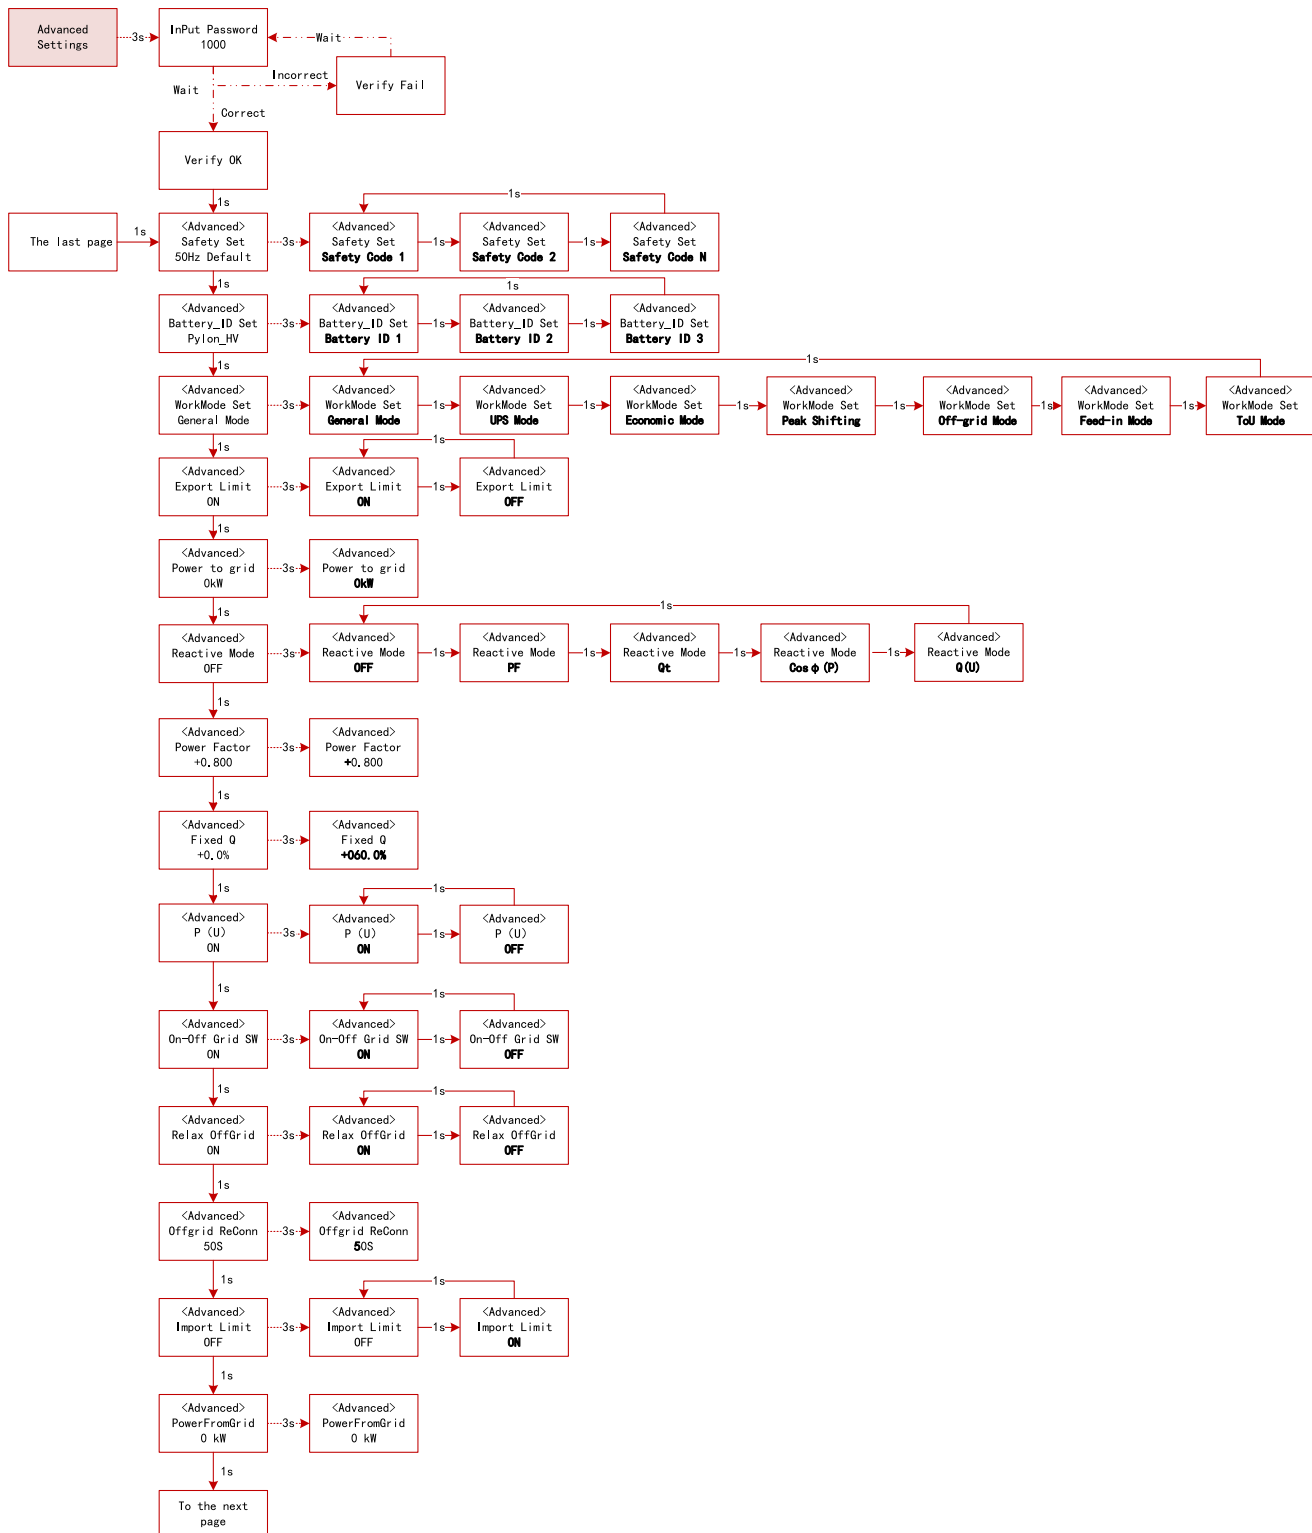 Advanced
Settings
3s
InPut Password
1000
Wait
Incorrect
Verify Fail
Wait
Correct
Verify OK
1s
The last page
1s
<Advanced>
Safety Set
50Hz Default
3s
1s
<Advanced>
Safety Set
Safety Code 1
1s
<Advanced>
Safety Set
Safety Code 2
1s
<Advanced>
Safety Set
Safety Code N
1s
<Advanced>
Battery_ID Set
Pylon_HV
3s
1s
<Advanced>
Battery_ID Set
Battery ID 1
1s
<Advanced>
Battery_ID Set
Battery ID 2
1s
<Advanced>
Battery_ID Set
Battery ID 3
1s
<Advanced>
WorkMode Set
General Mode
3s
1s
<Advanced>
WorkMode Set
General Mode
1s
<Advanced>
WorkMode Set
UPS Mode
1s
<Advanced>
WorkMode Set
Economic Mode
1s
<Advanced>
WorkMode Set
Peak Shifting
1s
<Advanced>
WorkMode Set
Off-grid Mode
1s
<Advanced>
WorkMode Set
Feed-in Mode
1s
<Advanced>
WorkMode Set
ToU Mode
1s
<Advanced>
Export Limit
ON
3s
1s
<Advanced>
Export Limit
ON
1s
<Advanced>
Export Limit
OFF
1s
<Advanced>
Power to grid
0kW
3s
<Advanced>
Power to grid
0kW
1s
<Advanced>
Reactive Mode
OFF
3s
1s
<Advanced>
Reactive Mode
OFF
1s
<Advanced>
Reactive Mode
PF
1s
<Advanced>
Reactive Mode
Qt
1s
<Advanced>
Reactive Mode
Cosφ(P)
1s
<Advanced>
Reactive Mode
Q(U)
1s
<Advanced>
Power Factor
+0.800
3s
<Advanced>
Power Factor
+0.800
1s
<Advanced>
Fixed Q
+0.0%
3s
<Advanced>
Fixed Q
+060.0%
1s
<Advanced>
P (U)
ON
3s
1s
<Advanced>
P (U)
ON
1s
<Advanced>
P (U)
OFF
1s
<Advanced>
On-Off Grid SW
ON
3s
1s
<Advanced>
On-Off Grid SW
ON
1s
<Advanced>
On-Off Grid SW
OFF
1s
<Advanced>
Relax OffGrid
ON
3s
1s
<Advanced>
Relax OffGrid
ON
1s
<Advanced>
Relax OffGrid
OFF
1s
<Advanced>
Offgrid ReConn
50S
3s
<Advanced>
Offgrid ReConn
50S
1s
<Advanced>
Import Limit
OFF
3s
1s
<Advanced>
Import Limit
OFF
1s
<Advanced>
Import Limit
ON
1s
<Advanced>
PowerFromGrid
0 kW
3s
<Advanced>
PowerFromGrid
0 kW
1s
To the next
page